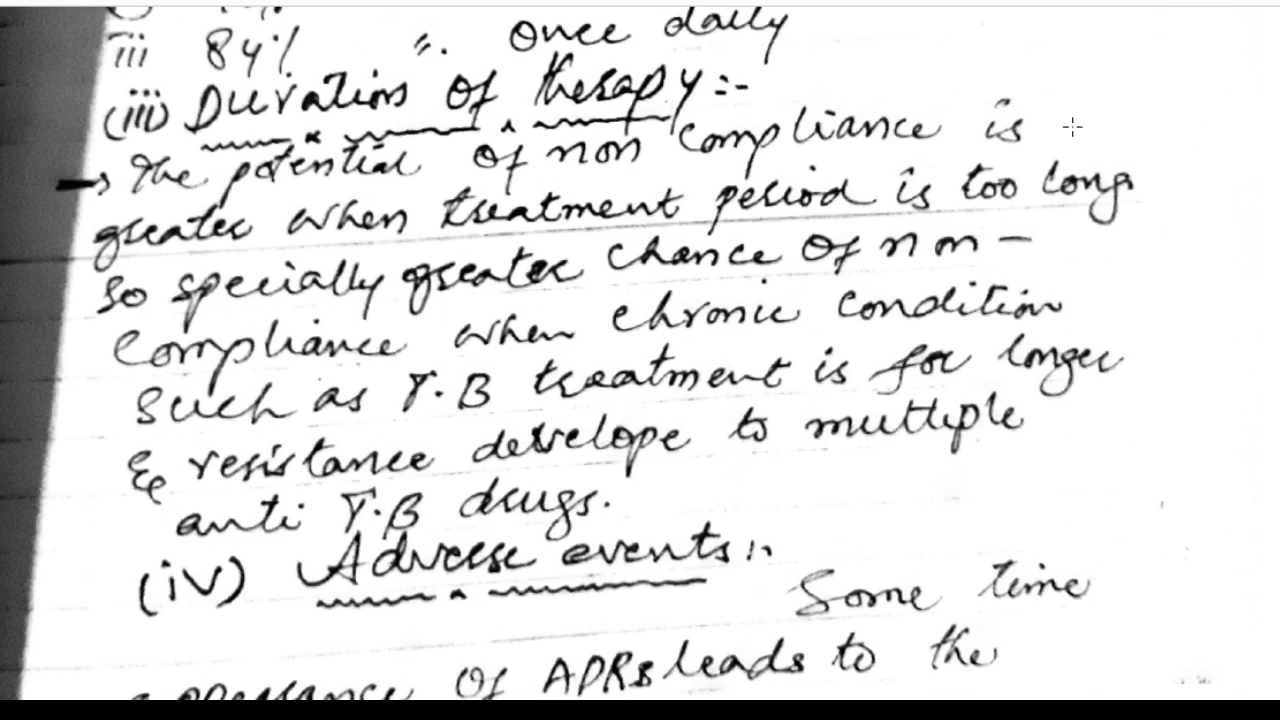 iii 84% ". Once daily
(iii) Duration of therapy:-
→ The potential of non compliance is
greater when treatment period is too long.
So specially greater chance of non-
Compliance when chronic condition
Such as T.B treatment is for longer
& resistance develope to multiple
anti T.B drugs.
(iv) Adverse events:-
Some time
of ADRs leads to the